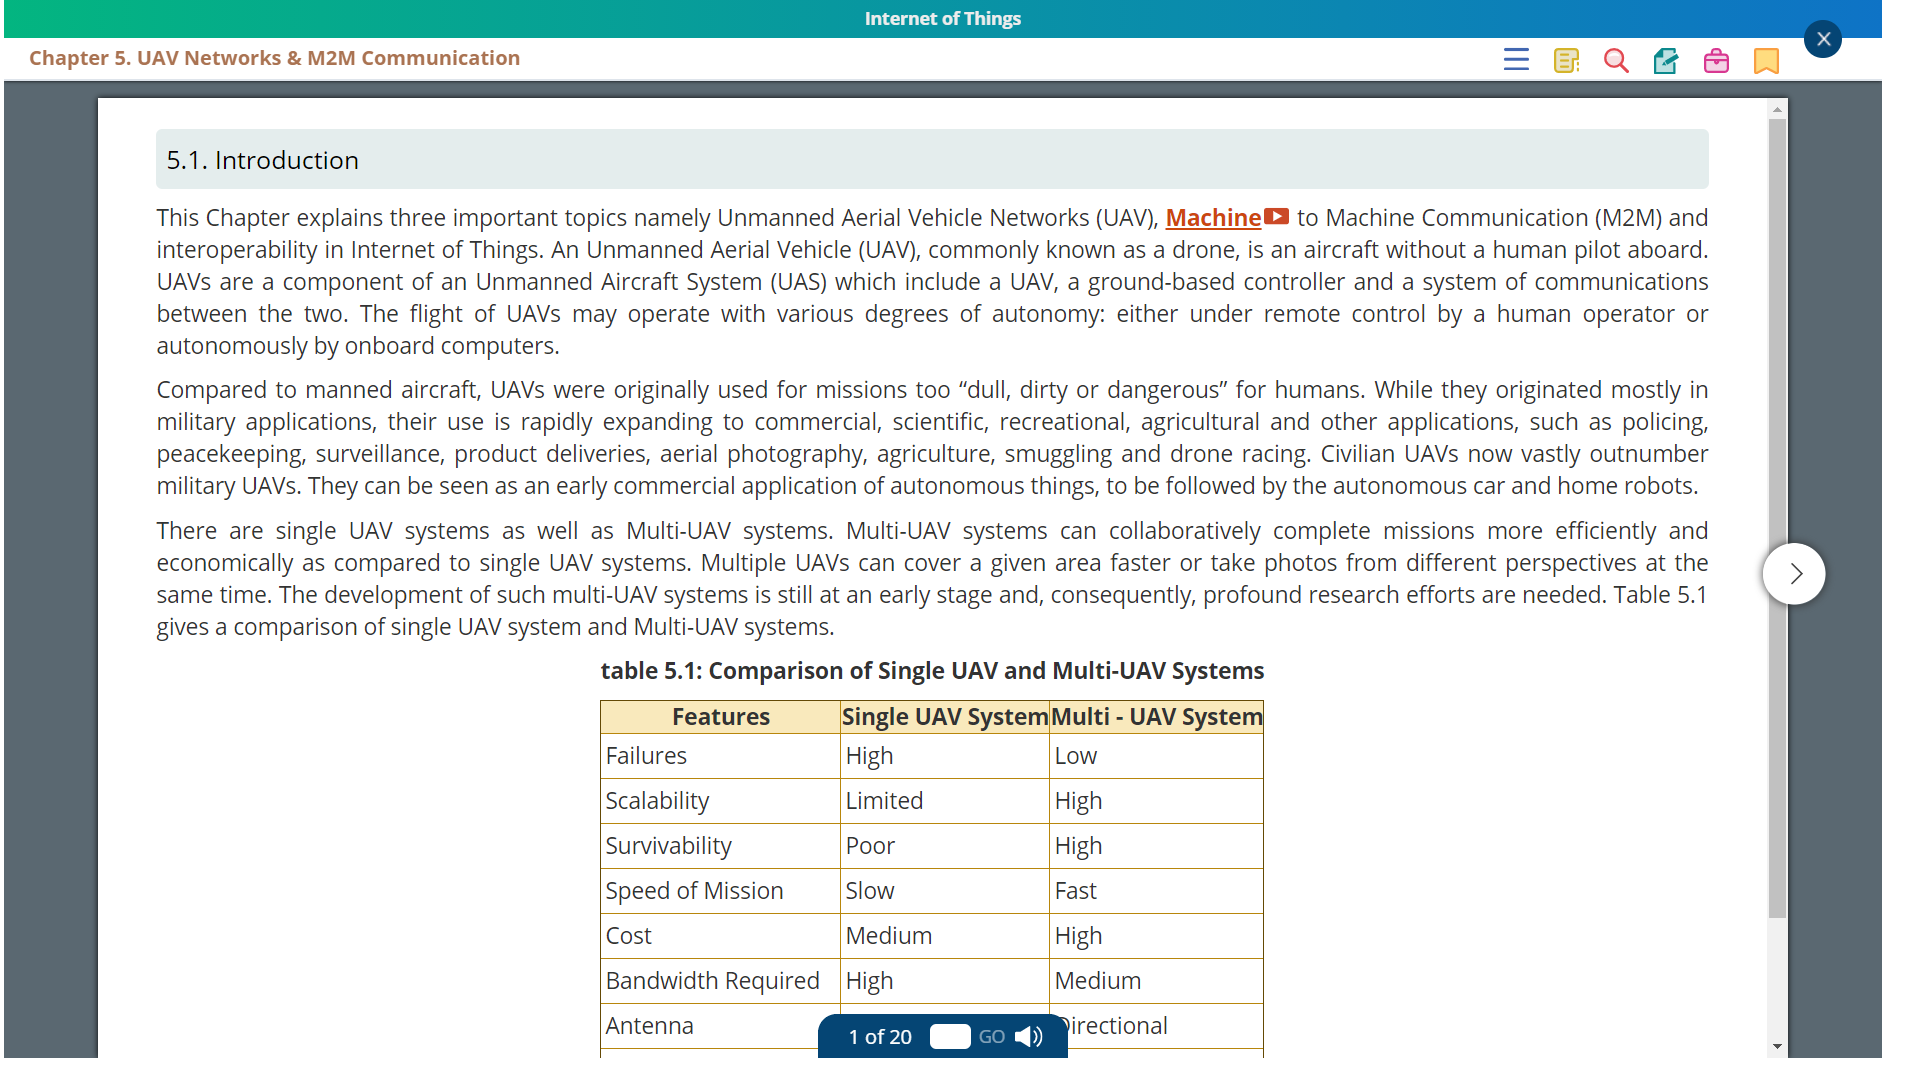 Internet of Things
Chapter 5. UAV Networks & M2M Communication
5.1. Introduction
This Chapter explains three important topics namely Unmanned Aerial Vehicle Networks (UAV), Machine to Machine Communication (M2M) and
interoperability in Internet of Things. An Unmanned Aerial Vehicle (UAV), commonly known as a drone, is an aircraft without a human pilot aboard.
UAVs are a component of an Unmanned Aircraft System (UAS) which include a UAV, a ground-based controller and a system of communications
between the two. The flight of UAVs may operate with various degrees of autonomy: either under remote control by a human operator or
autonomously by onboard computers.
Compared to manned aircraft, UAVs were originally used for missions too “dull, dirty or dangerous” for humans. While they originated mostly in
military applications, their use is rapidly expanding to commercial, scientific, recreational, agricultural and other applications, such as policing,
peacekeeping, surveillance, product deliveries, aerial photography, agriculture, smuggling and drone racing. Civilian UAVs now vastly outnumber
military UAVs. They can be seen as an early commercial application of autonomous things, to be followed by the autonomous car and home robots.
There are single UAV systems as well as Multi-UAV systems. Multi-UAV systems can collaboratively complete missions more efficiently and
economically as compared to single UAV systems. Multiple UAVs can cover a given area faster or take photos from different perspectives at the
same time. The development of such multi-UAV systems is still at an early stage and, consequently, profound research efforts are needed. Table 5.1
gives a comparison of single UAV system and Multi-UAV systems.
table 5.1: Comparison of Single UAV and Multi-UAV Systems
Features Single UAV System Multi - UAV System
Failures High Low
Scalability Limited High
Survivability Poor High
Speed of Mission Slow Fast
Cost Medium High
Bandwidth Required High Medium
Antenna Directional
1 of 20 GO